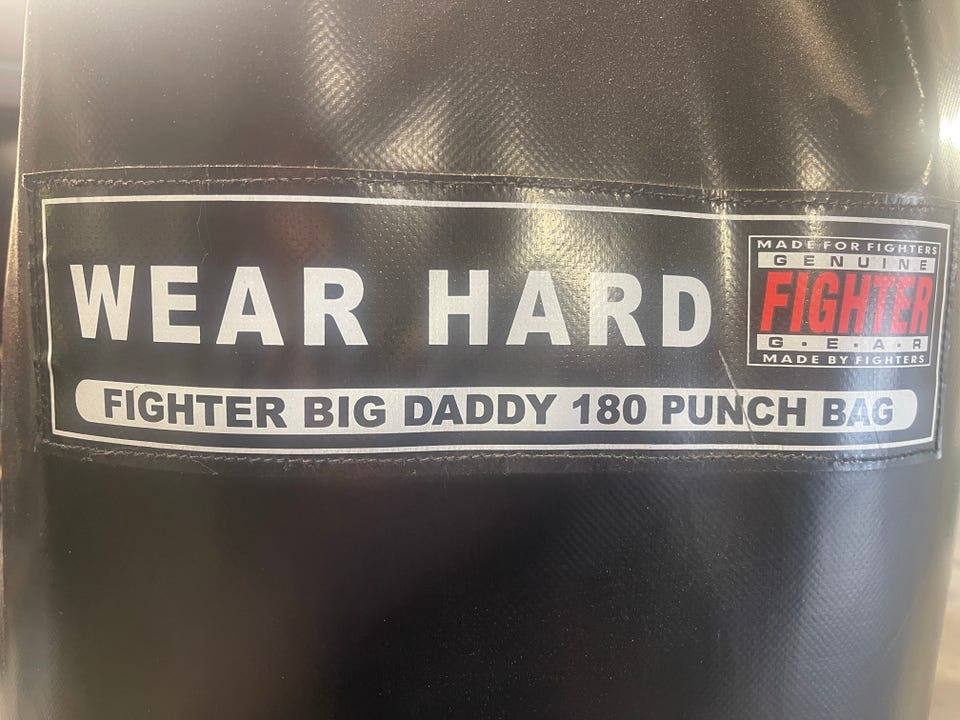 WEAR HARD
MADE FOR FIGHTERS
GENUINE
FIGHTER
G·E·A·R
MADE BY FIGHTERS
FIGHTER BIG DADDY 180 PUNCH BAG